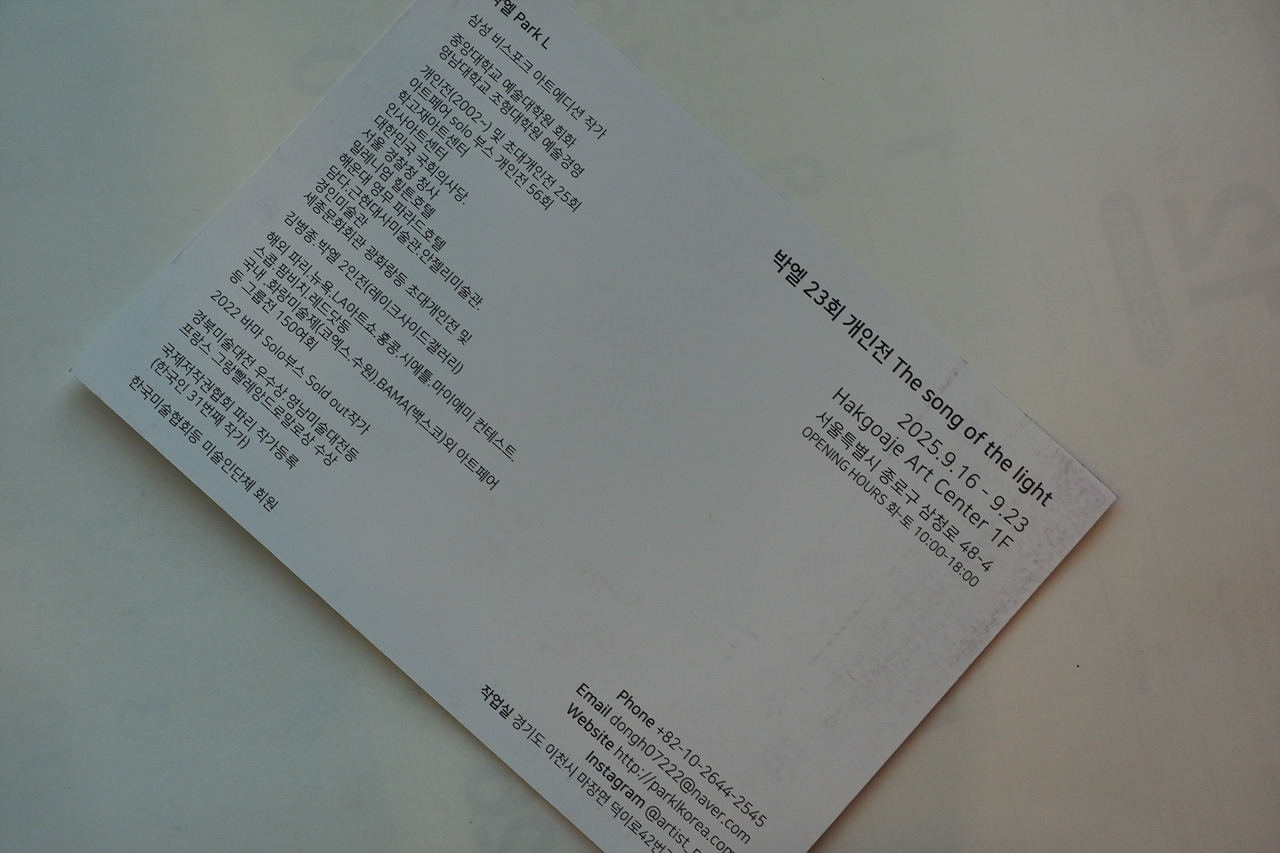 박엘 Park L
삼성 비스포크 아트에디션 작가
중앙대학교 예술대학원 회화,
영남대학교 조형대학원 예술경영
개인전(2002~) 및 초대개인전 25회
아트페어 solo 부스 개인전 56회
학고재아트센터
인사아트센터
대한민국 국회의사당.
서울 경찰청 청사
밀레니엄 힐튼호텔
해운대 영무 파라드호텔
담다.근현대사미술관.안젤리미술관.
경인미술관
세종문화회관 광화랑등 초대개인전 및
김병종. 박엘 2인전(레이크사이드갤러리)
해외 파리.뉴욕.LA아트쇼.홍콩.시애틀.마이애미 컨테스트.
스콥.팜비치.레드닷등
국내 .화랑미술제(코엑스.수원).BAMA(벡스코)외 아트페어
등 그룹전 150여회
2022 바마 Solo부스 Sold out작가
경북미술대전 우수상.영남미술대전등
프랑스 그랑빨레앙드로말로상 수상
국제저작권협회 파리 작가등록
(한국인 31번째 작가)
한국미술협회등 미술인단체 회원
박엘 23회 개인전 The song of the light
2025.9.16 - 9.23
Hakgoaje Art Center 1F
서울특별시 종로구 삼청로 48-4
OPENING HOURS 화-토 10:00-18:00
Phone +82-10-2644-2545
Email dongh07222@naver.com
Website http://parklkorea.com
Instagram @artist_
작업실 경기도 이천시 마장면 덕이로42번